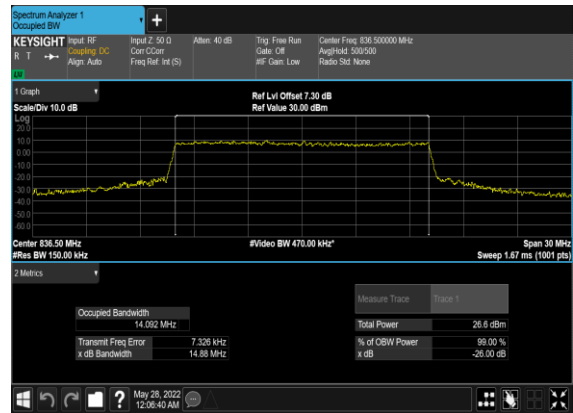 Spectrum Analyzer 1
Occupied BW
KEYSIGHT Input: RF Input Z: 50 Ω Atten: 40 dB Trig: Free Run Center Freq: 836.500000 MHz
R T Coupling: DC Corr CCorr Gate: Off Avg|Hold: 500/500
Align: Auto Freq Ref: Int (S) #IF Gain: Low Radio Std: None
1 Graph
Scale/Div 10.0 dB Ref Lvl Offset 7.30 dB
Ref Value 30.00 dBm
Log
20.0
10.0
0.00
-10.0
-20.0
-30.0
-40.0
-50.0
-60.0
Center 836.50 MHz #Video BW 470.00 kHz* Span 30 MHz
#Res BW 150.00 kHz Sweep 1.67 ms (1001 pts)
2 Metrics
Measure Trace Trace 1
Occupied Bandwidth
14.092 MHz Total Power 26.6 dBm
Transmit Freq Error 7.326 kHz % of OBW Power 99.00 %
x dB Bandwidth 14.88 MHz x dB -26.00 dB
? May 28, 2022
12:06:40 AM